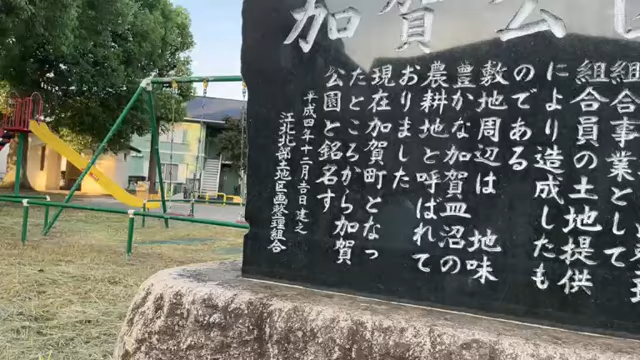 加賀公
組合事業として
組合員の土地提供
により造成したも
のである
敷地周辺は 地味
豊かな加賀皿沼の
農耕地と呼ばれて
おりました
現在加賀町となっ
たところから加賀
公園と銘名す
平成四年十二月吉日建之
江北北部土地区画整理組合